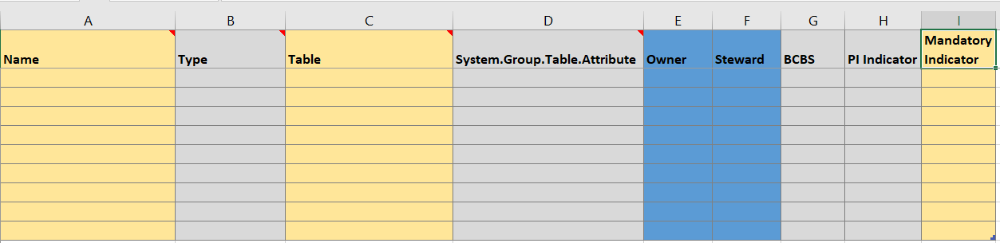 A B C D E F G H I
Mandatory
Name Type Table System.Group.Table.Attribute Owner Steward BCBS PI Indicator Indicator